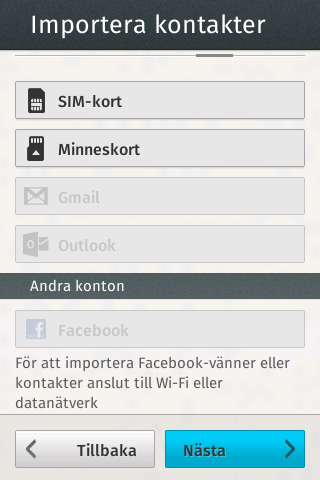 Importera kontakter
SIM-kort
Minneskort
Gmail
Outlook
Andra konton
Facebook
För att importera Facebook-vänner eller
kontakter anslut till Wi-Fi eller
datanätverk
Tillbaka
Nästa